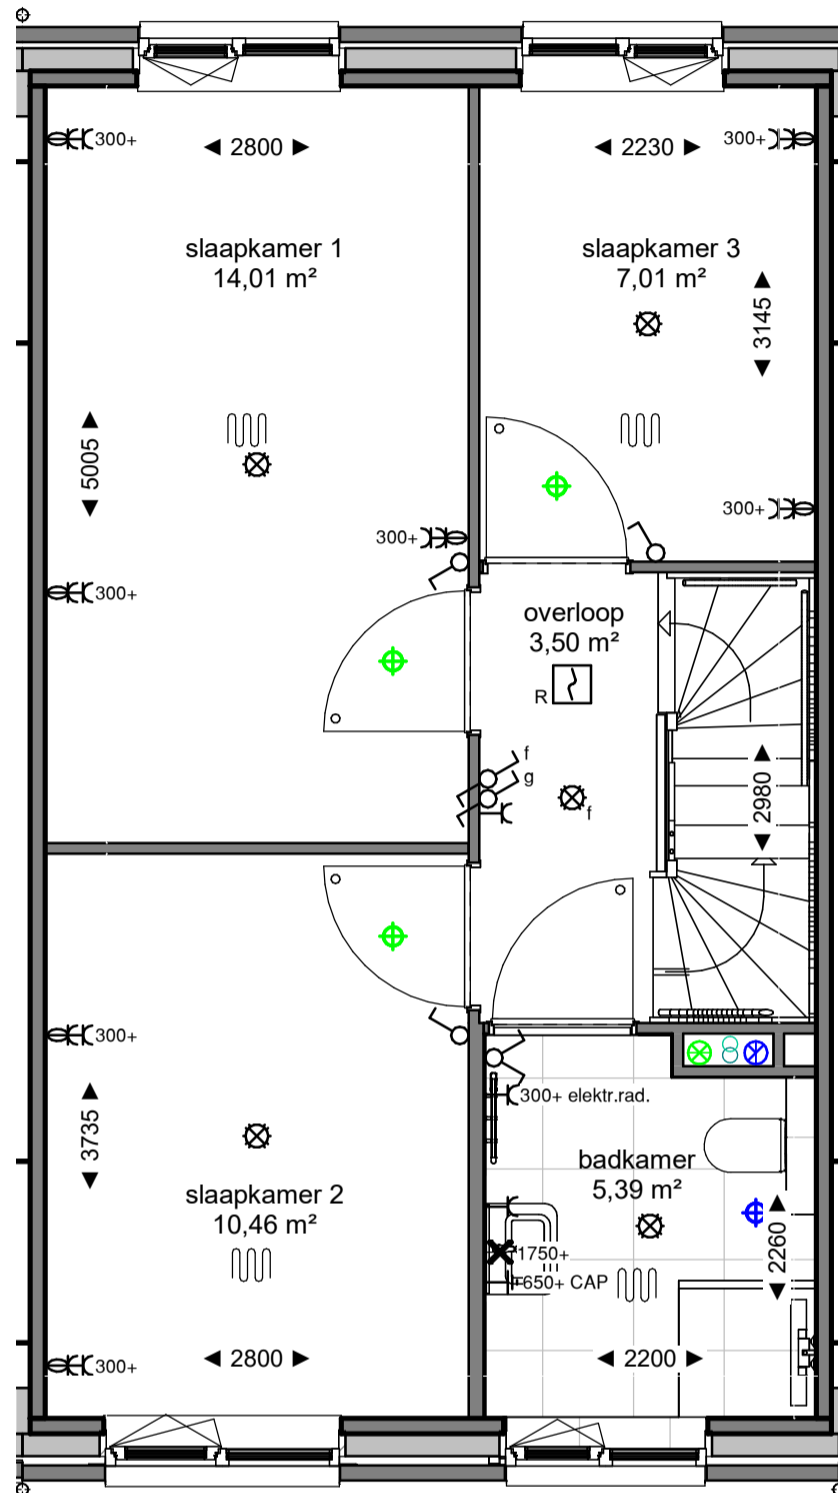 300+
◄ 2800 ►
◄ 2230 ►
300+
slaapkamer 1
14,01 m²
slaapkamer 3
7,01 m²
◄ 3145 ►
◄ 5005 ►
300+
300+
300+
overloop
3,50 m²
R
f
g
f
◄ 2980 ►
300+
300+ elektr.rad.
◄ 3735 ►
badkamer
5,39 m²
slaapkamer 2
10,46 m²
1750+
650+ CAP
◄ 2260 ►
300+
◄ 2800 ►
◄ 2200 ►